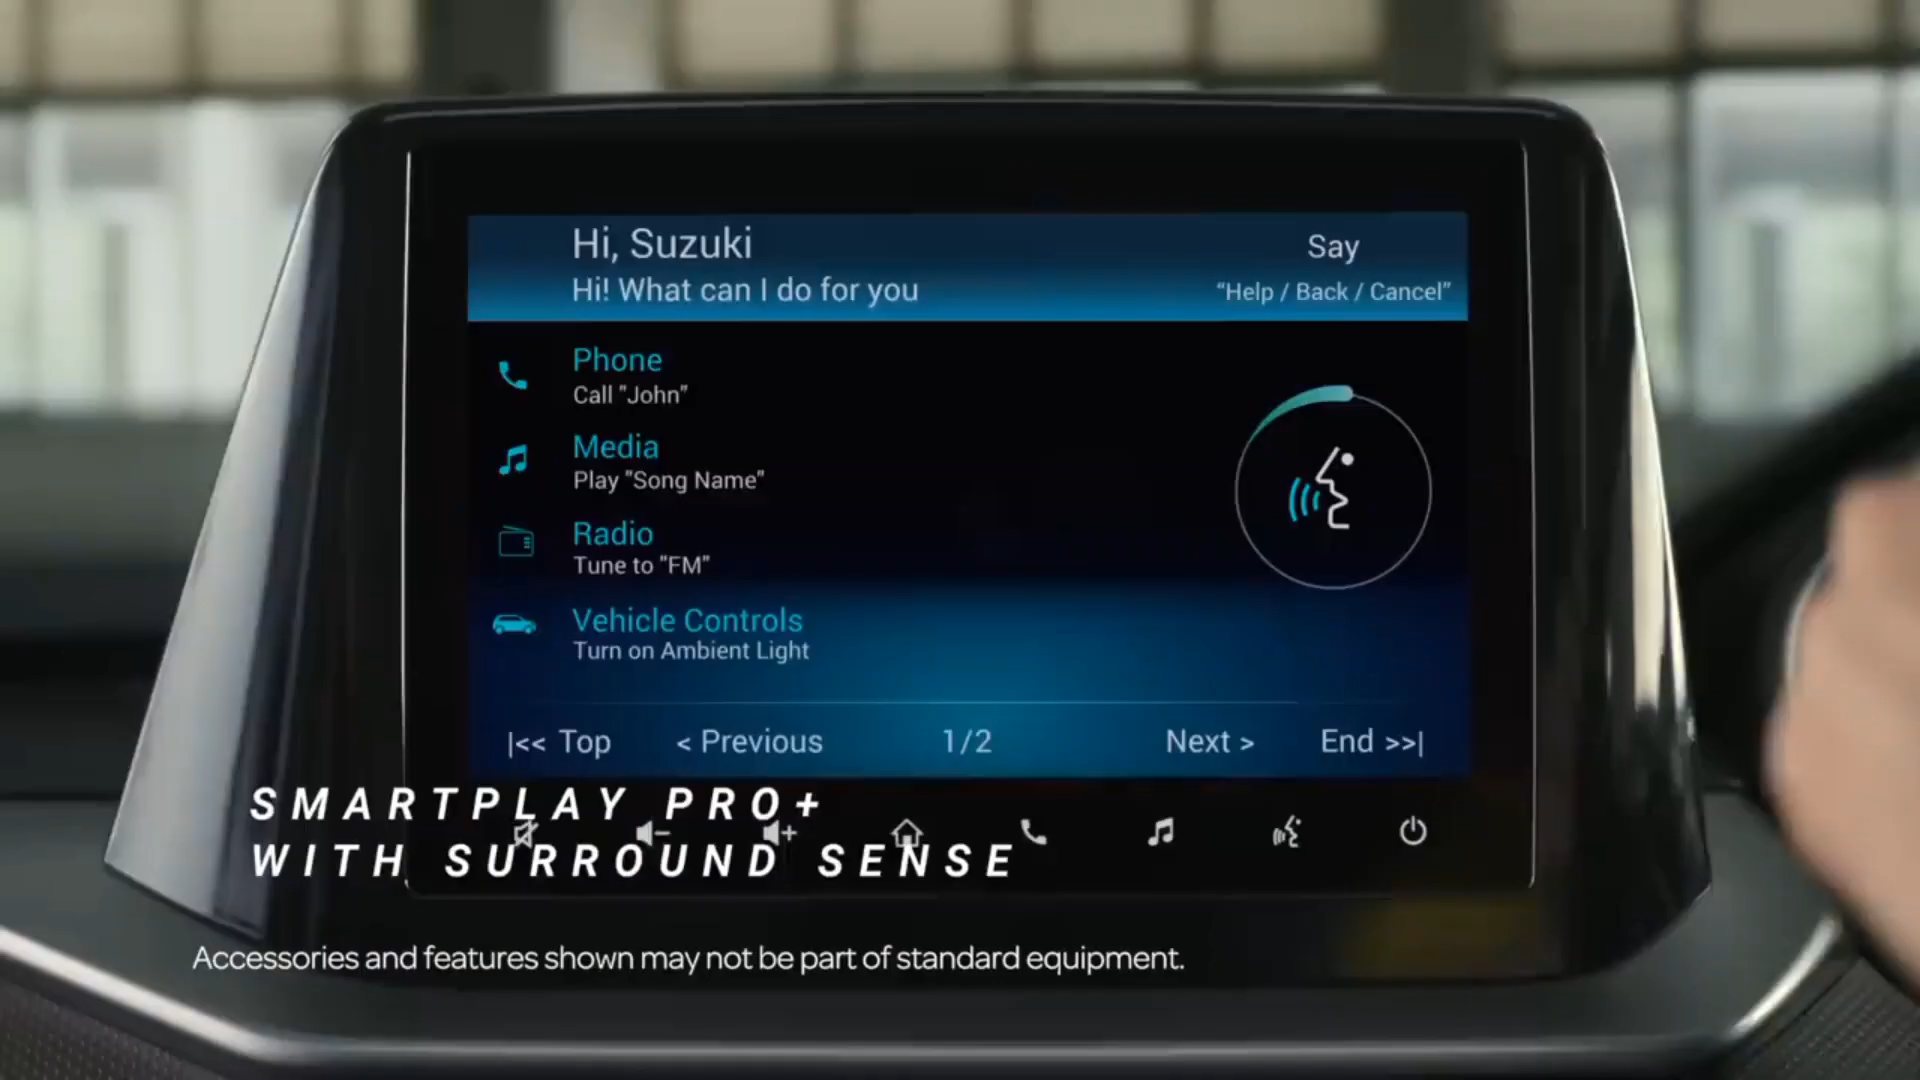 Hi, Suzuki
Hi! What can I do for you
Say
“Help / Back / Cancel”
Phone
Call "John"
Media
Play "Song Name"
Radio
Tune to "FM"
Vehicle Controls
Turn on Ambient Light
|<< Top
< Previous
1/2
Next >
End >>|
SMARTPLAY PRO+
WITH SURROUND SENSE
Accessories and features shown may not be part of standard equipment.